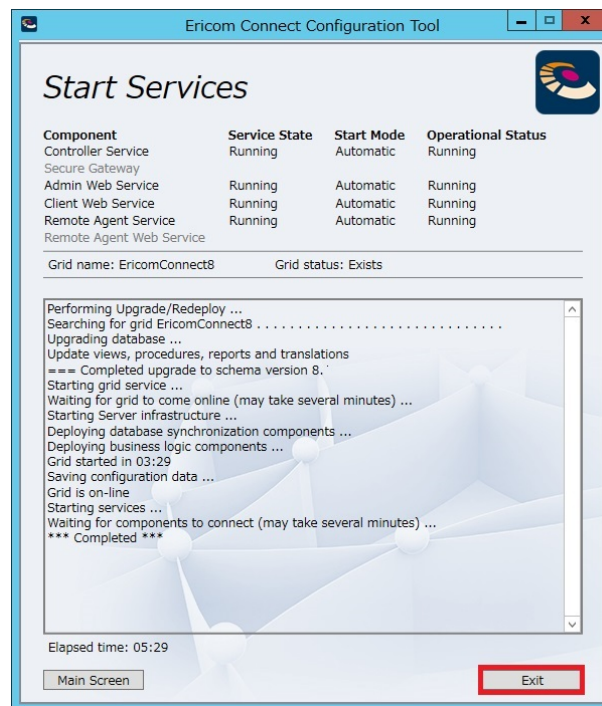 Ericom Connect Configuration Tool
Start Services
Component Service State Start Mode Operational Status
Controller Service Running Automatic Running
Secure Gateway
Admin Web Service Running Automatic Running
Client Web Service Running Automatic Running
Remote Agent Service Running Automatic Running
Remote Agent Web Service
Grid name: EricomConnect8 Grid status: Exists
Performing Upgrade/Redeploy ...
Searching for grid EricomConnect8 . . . . . . . . . . . . . . . . . . . . . . . . . . . . . . .
Upgrading database ...
Update views, procedures, reports and translations
=== Completed upgrade to schema version 8.
Starting grid service ...
Waiting for grid to come online (may take several minutes) ...
Starting Server infrastructure ...
Deploying database synchronization components ...
Deploying business logic components ...
Grid started in 03:29
Saving configuration data ...
Grid is on-line
Starting services ...
Waiting for components to connect (may take several minutes) ...
*** Completed ***
Elapsed time: 05:29
Main Screen Exit